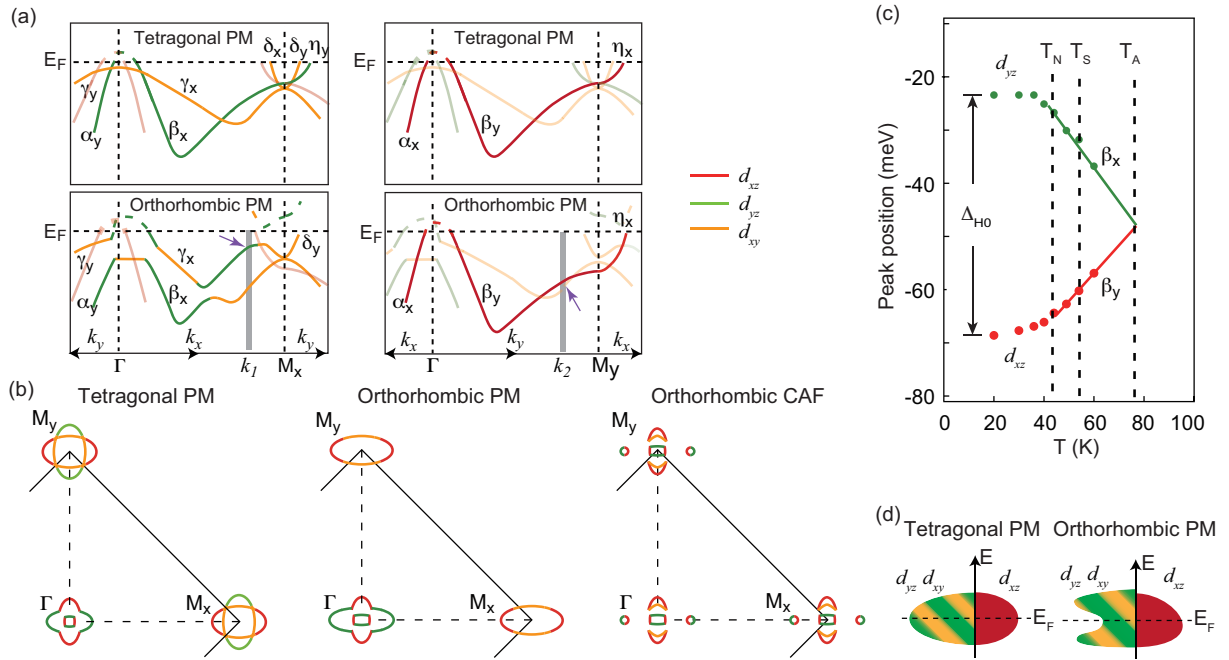 (a)
Tetragonal PM
E_F
δ_x
δ_y
η_y
γ_y
γ_x
α_y
β_x
Orthorhombic PM
E_F
γ_y
γ_x
δ_y
α_y
β_x
k_y
k_x
k_y
Γ
k_1
M_x
Tetragonal PM
E_F
η_x
α_x
β_y
Orthorhombic PM
E_F
η_x
α_x
β_y
k_x
k_y
k_x
Γ
k_2
M_y
d_xz
d_yz
d_xy
(b)
Tetragonal PM
M_y
Γ
M_x
Orthorhombic PM
M_y
Γ
M_x
Orthorhombic CAF
M_y
Γ
M_x
(c)
T_N
T_S
T_A
-20
-40
-60
-80
Peak position (meV)
d_yz
β_x
Δ_H0
β_y
d_xz
0
20
40
60
80
100
T (K)
(d)
Tetragonal PM
E
d_yz d_xy
d_xz
E_F
Orthorhombic PM
E
d_yz d_xy
d_xz
E_F